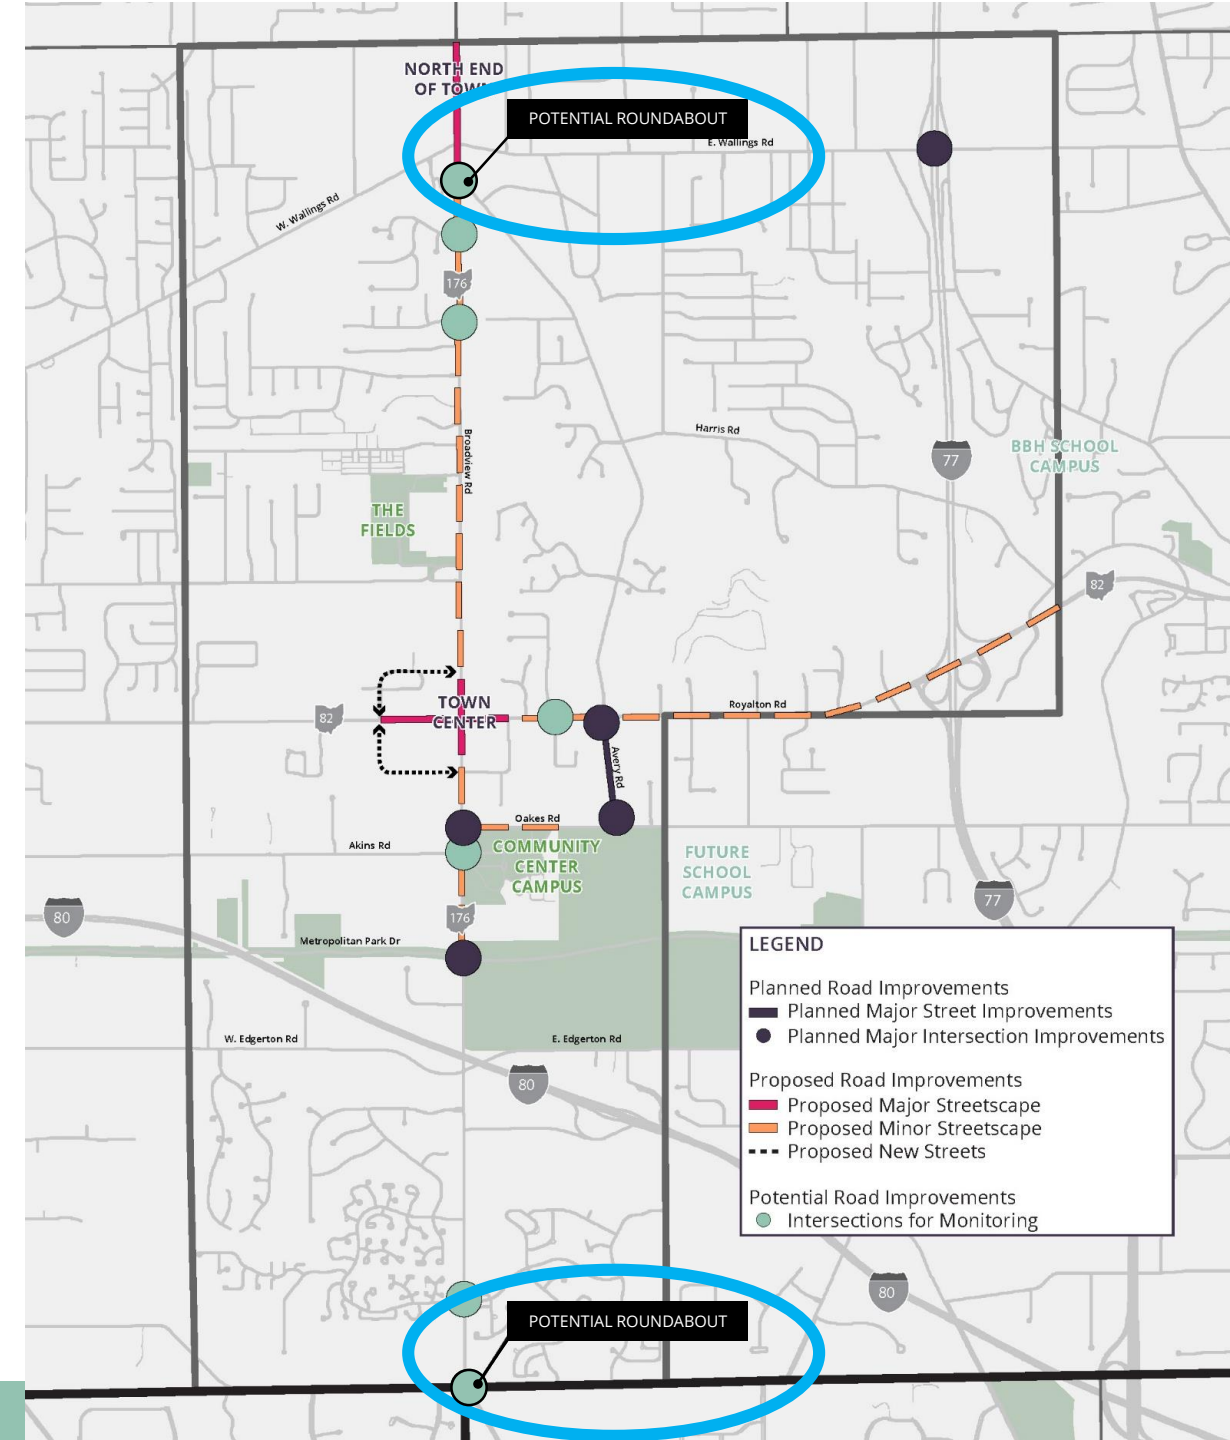 NORTH END
OF TOWN
POTENTIAL ROUNDABOUT
E. Wallings Rd
W. Wallings Rd
176
Broadview Rd
Harris Rd
77
BBH SCHOOL
CAMPUS
THE
FIELDS
82
TOWN
CENTER
82
Royalton Rd
Avery Rd
Oakes Rd
Akins Rd
COMMUNITY
CENTER
CAMPUS
FUTURE
SCHOOL
CAMPUS
77
80
176
Metropolitan Park Dr
W. Edgerton Rd
E. Edgerton Rd
80
LEGEND
Planned Road Improvements
Planned Major Street Improvements
Planned Major Intersection Improvements
Proposed Road Improvements
Proposed Major Streetscape
Proposed Minor Streetscape
Proposed New Streets
Potential Road Improvements
Intersections for Monitoring
80
POTENTIAL ROUNDABOUT